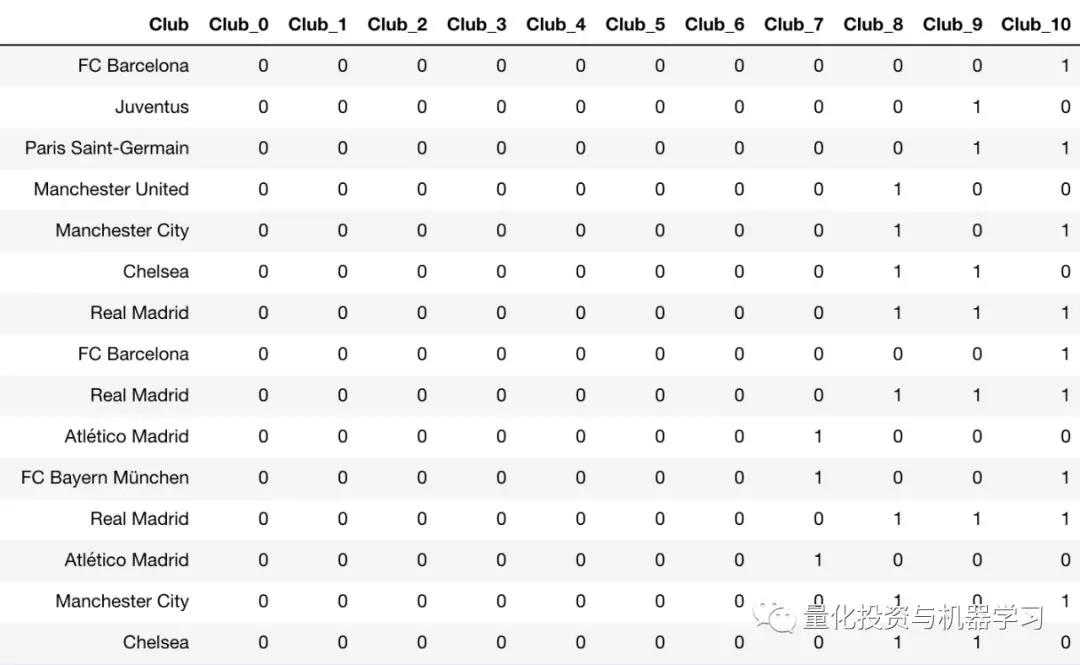 Club Club_0 Club_1 Club_2 Club_3 Club_4 Club_5 Club_6 Club_7 Club_8 Club_9 Club_10
FC Barcelona 0 0 0 0 0 0 0 0 0 0 1
Juventus 0 0 0 0 0 0 0 0 0 1 0
Paris Saint-Germain 0 0 0 0 0 0 0 0 0 1 1
Manchester United 0 0 0 0 0 0 0 0 1 0 0
Manchester City 0 0 0 0 0 0 0 0 1 0 1
Chelsea 0 0 0 0 0 0 0 0 1 1 0
Real Madrid 0 0 0 0 0 0 0 0 1 1 1
FC Barcelona 0 0 0 0 0 0 0 0 0 0 1
Real Madrid 0 0 0 0 0 0 0 0 1 1 1
Atlético Madrid 0 0 0 0 0 0 0 1 0 0 0
FC Bayern München 0 0 0 0 0 0 0 1 0 0 1
Real Madrid 0 0 0 0 0 0 0 0 1 1 1
Atlético Madrid 0 0 0 0 0 0 0 1 0 0 0
Manchester City 0 0 0 0 0 0 0 0 1 0 1
量化投资与机器学习
Chelsea 0 0 0 0 0 0 0 0 1 1 0